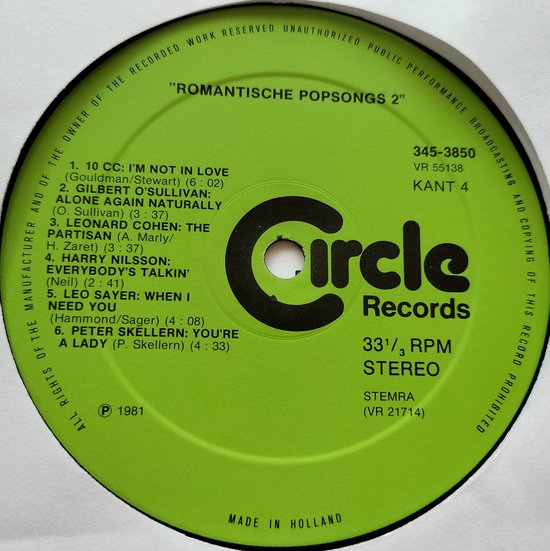 ALL RIGHTS OF THE MANUFACTURER AND OF THE OWNER OF THE RECORDED WORK RESERVED UNAUTHORIZED PUBLIC PERFORMANCE BROADCASTING AND COPYING OF THIS RECORD PROHIBITED
"ROMANTISCHE POPSONGS 2"
1. 10 CC: I'M NOT IN LOVE
(Gouldman/Stewart) (6 : 02)
2. GILBERT O'SULLIVAN:
ALONE AGAIN NATURALLY
(O. Sullivan) (3 : 37)
3. LEONARD COHEN: THE
PARTISAN (A. Marly/
H. Zaret) (3 : 37)
4. HARRY NILSSON:
EVERYBODY'S TALKIN'
(Neil) (2 : 41)
5. LEO SAYER: WHEN I
NEED YOU
(Hammond/Sager) (4 : 08)
6. PETER SKELLERN: YOU'RE
A LADY (P. Skellern) (4 : 33)
℗ 1981
345-3850
VR 55138
KANT 4
Circle
Records
33 1/3 RPM
STEREO
STEMRA
(VR 21714)
MADE IN HOLLAND